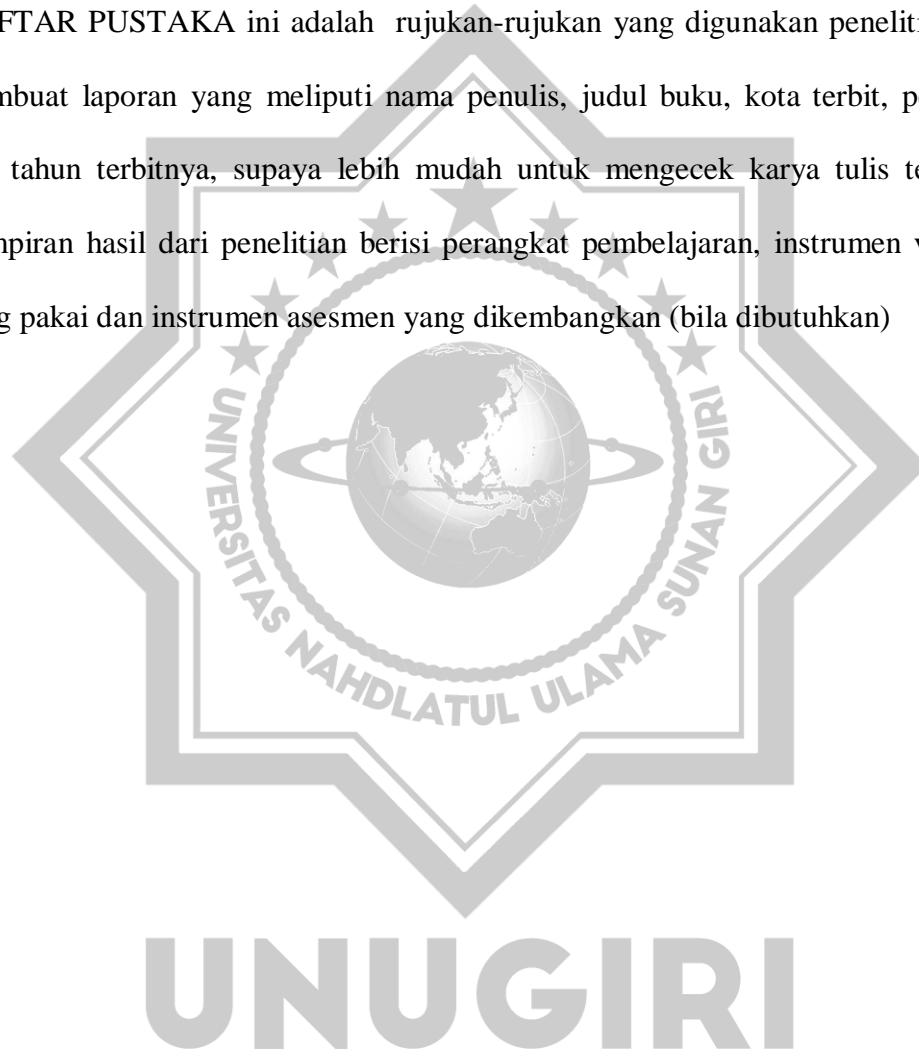 FTAR PUSTAKA ini adalah rujukan-rujukan yang digunakan peneliti
mbuat laporan yang meliputi nama penulis, judul buku, kota terbit, pe
tahun terbitnya, supaya lebih mudah untuk mengecek karya tulis te
npiran hasil dari penelitian berisi perangkat pembelajaran, instrumen v
g pakai dan instrumen asesmen yang dikembangkan (bila dibutuhkan)
UNIVERSITAS NAHDLATUL ULAMA SUNAN GIRI
UNUGIRI